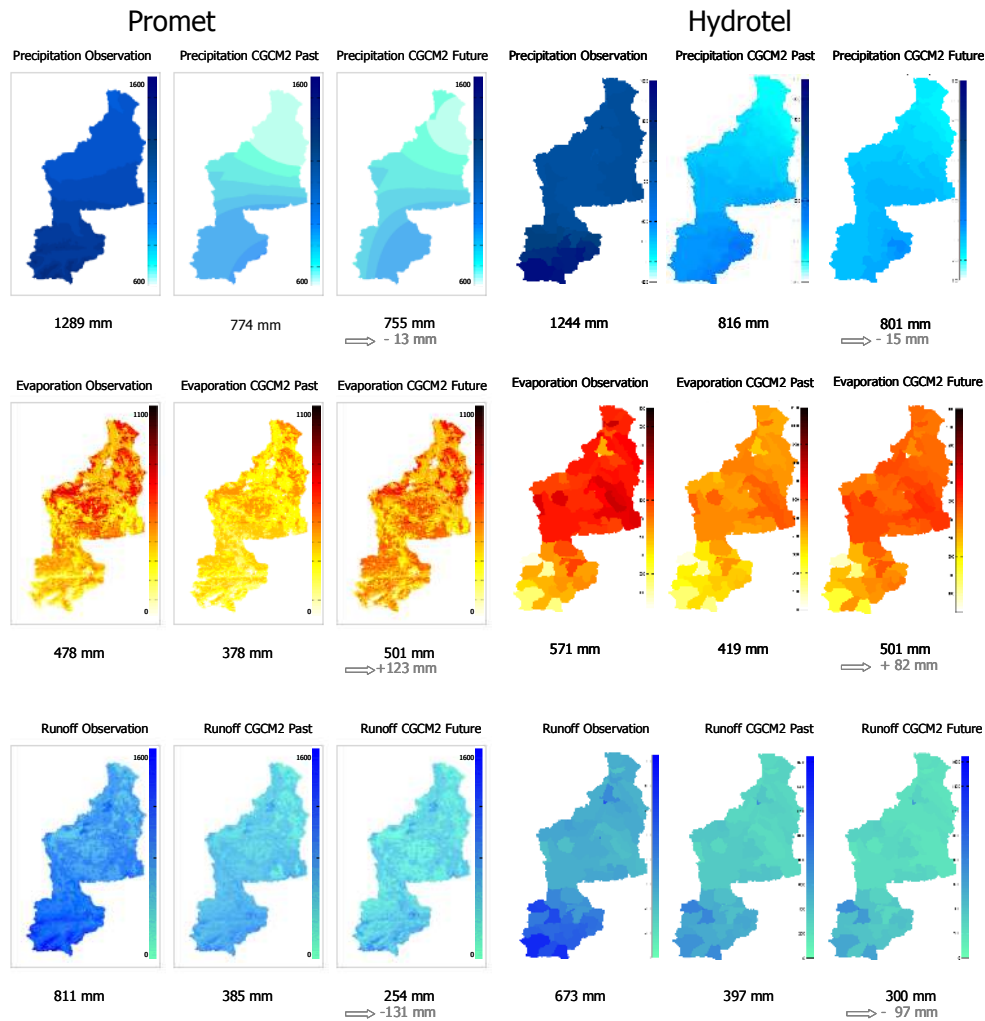 Promet
Hydrotel
Precipitation Observation
Precipitation CGCM2 Past
Precipitation CGCM2 Future
Precipitation Observation
Precipitation CGCM2 Past
Precipitation CGCM2 Future
1600
1600
1600
600
600
600
1289 mm
774 mm
755 mm
- 13 mm
1244 mm
816 mm
801 mm
- 15 mm
Evaporation Observation
Evaporation CGCM2 Past
Evaporation CGCM2 Future
Evaporation Observation
Evaporation CGCM2 Past
Evaporation CGCM2 Future
1100
1100
1100
0
0
0
478 mm
378 mm
501 mm
+123 mm
571 mm
419 mm
501 mm
+ 82 mm
Runoff Observation
Runoff CGCM2 Past
Runoff CGCM2 Future
Runoff Observation
Runoff CGCM2 Past
Runoff CGCM2 Future
1600
1600
1600
0
0
0
811 mm
385 mm
254 mm
-131 mm
673 mm
397 mm
300 mm
- 97 mm